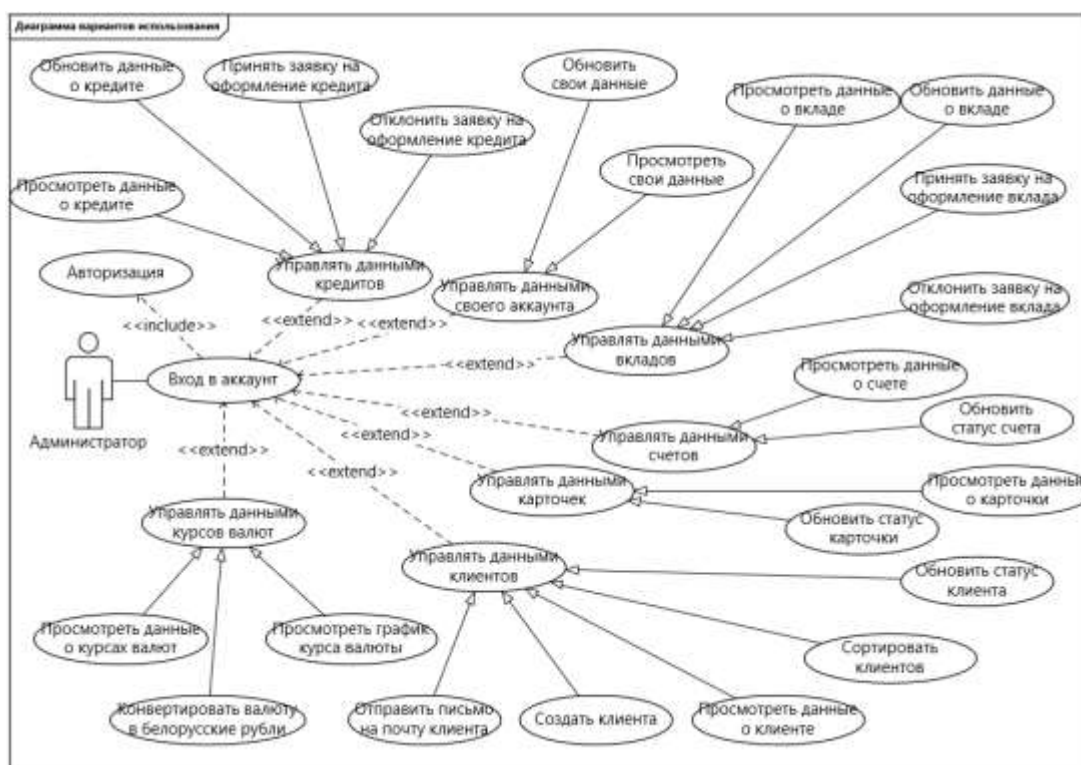 Диаграмма вариантов использования
Обновить данные
о кредите
Принять заявку на
оформление кредита
Обновить
свои данные
Просмотреть данные
о вкладе
Обновить данные
о вкладе
Отклонить заявку на
оформление кредита
Просмотреть
свои данные
Принять заявку на
оформление вклада
Просмотреть данные
о кредите
Авторизация
Управлять данными
кредитов
Управлять данными
своего аккаунта
Отклонить заявку на
оформление вклада
<<include>>
<<extend>>
<<extend>>
Управлять данными
вкладов
<<extend>>
Вход в аккаунт
Просмотреть данные
о счете
Администратор
<<extend>>
Обновить
статус счета
<<extend>>
<<extend>>
Управлять данными
счетов
<<extend>>
Управлять данными
карточек
Просмотреть данные
о карточки
Управлять данными
курсов валют
Обновить статус
карточки
Управлять данными
клиентов
Обновить статус
клиента
Просмотреть данные
о курсах валют
Просмотреть график
курса валюты
Сортировать
клиентов
Конвертировать валюту
в белорусские рубли
Отправить письмо
на почту клиента
Создать клиента
Просмотреть данные
о клиенте